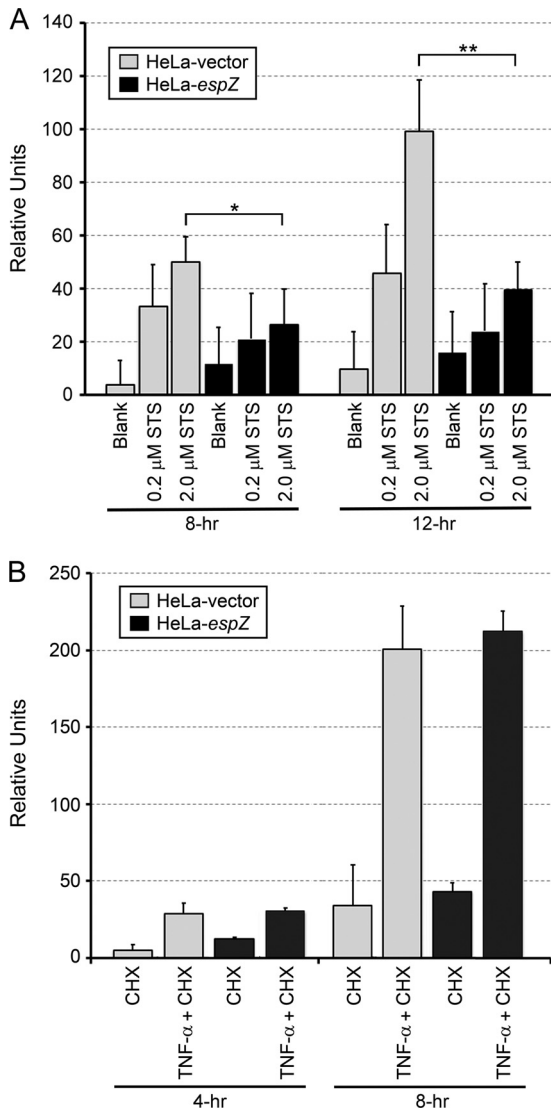 A
140
120
100
80
60
40
20
0
Relative Units
HeLa-vector
HeLa-espZ
*
**
Blank
0.2 μM STS
2.0 μM STS
Blank
0.2 μM STS
2.0 μM STS
Blank
0.2 μM STS
2.0 μM STS
Blank
0.2 μM STS
2.0 μM STS
8-hr
12-hr
B
250
200
150
100
50
0
Relative Units
HeLa-vector
HeLa-espZ
CHX
TNF-α + CHX
CHX
TNF-α + CHX
CHX
TNF-α + CHX
CHX
TNF-α + CHX
4-hr
8-hr